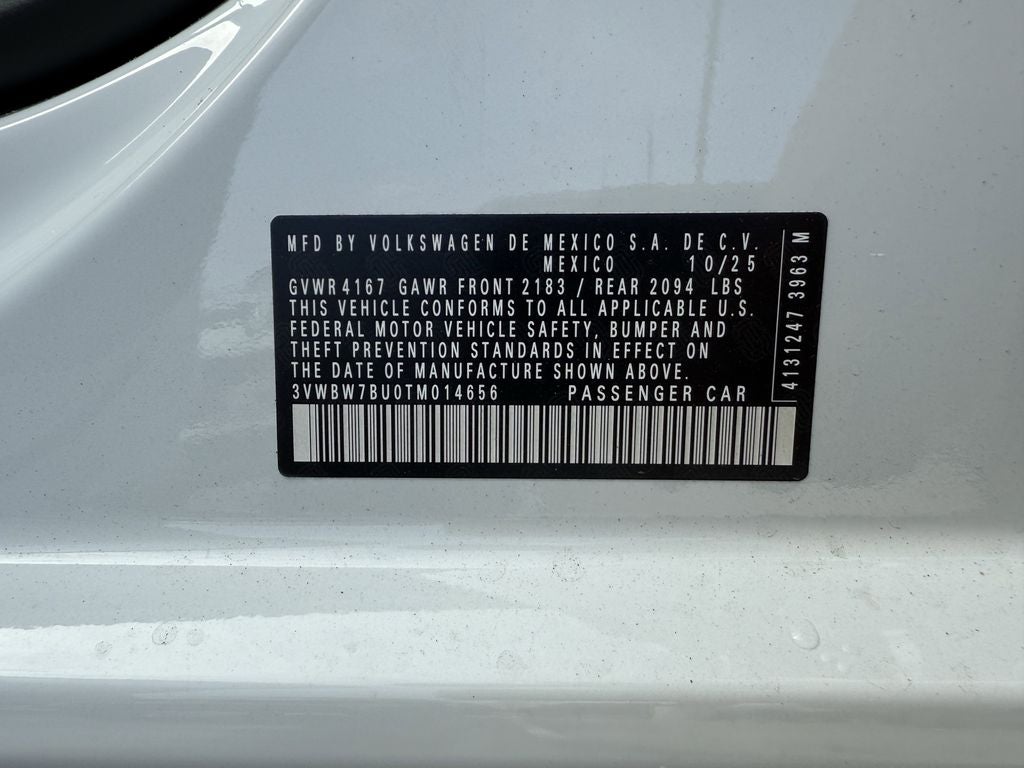 MFD BY VOLKSWAGEN DE MEXICO S.A. DE C.V.
MEXICO 10/25
GVWR 4167 GAWR FRONT 2183 / REAR 2094 LBS
THIS VEHICLE CONFORMS TO ALL APPLICABLE U.S.
FEDERAL MOTOR VEHICLE SAFETY, BUMPER AND
THEFT PREVENTION STANDARDS IN EFFECT ON
THE DATE OF MANUFACTURE SHOWN ABOVE.
3VWBW7BU0TM014656 PASSENGER CAR
4131247 3963 M